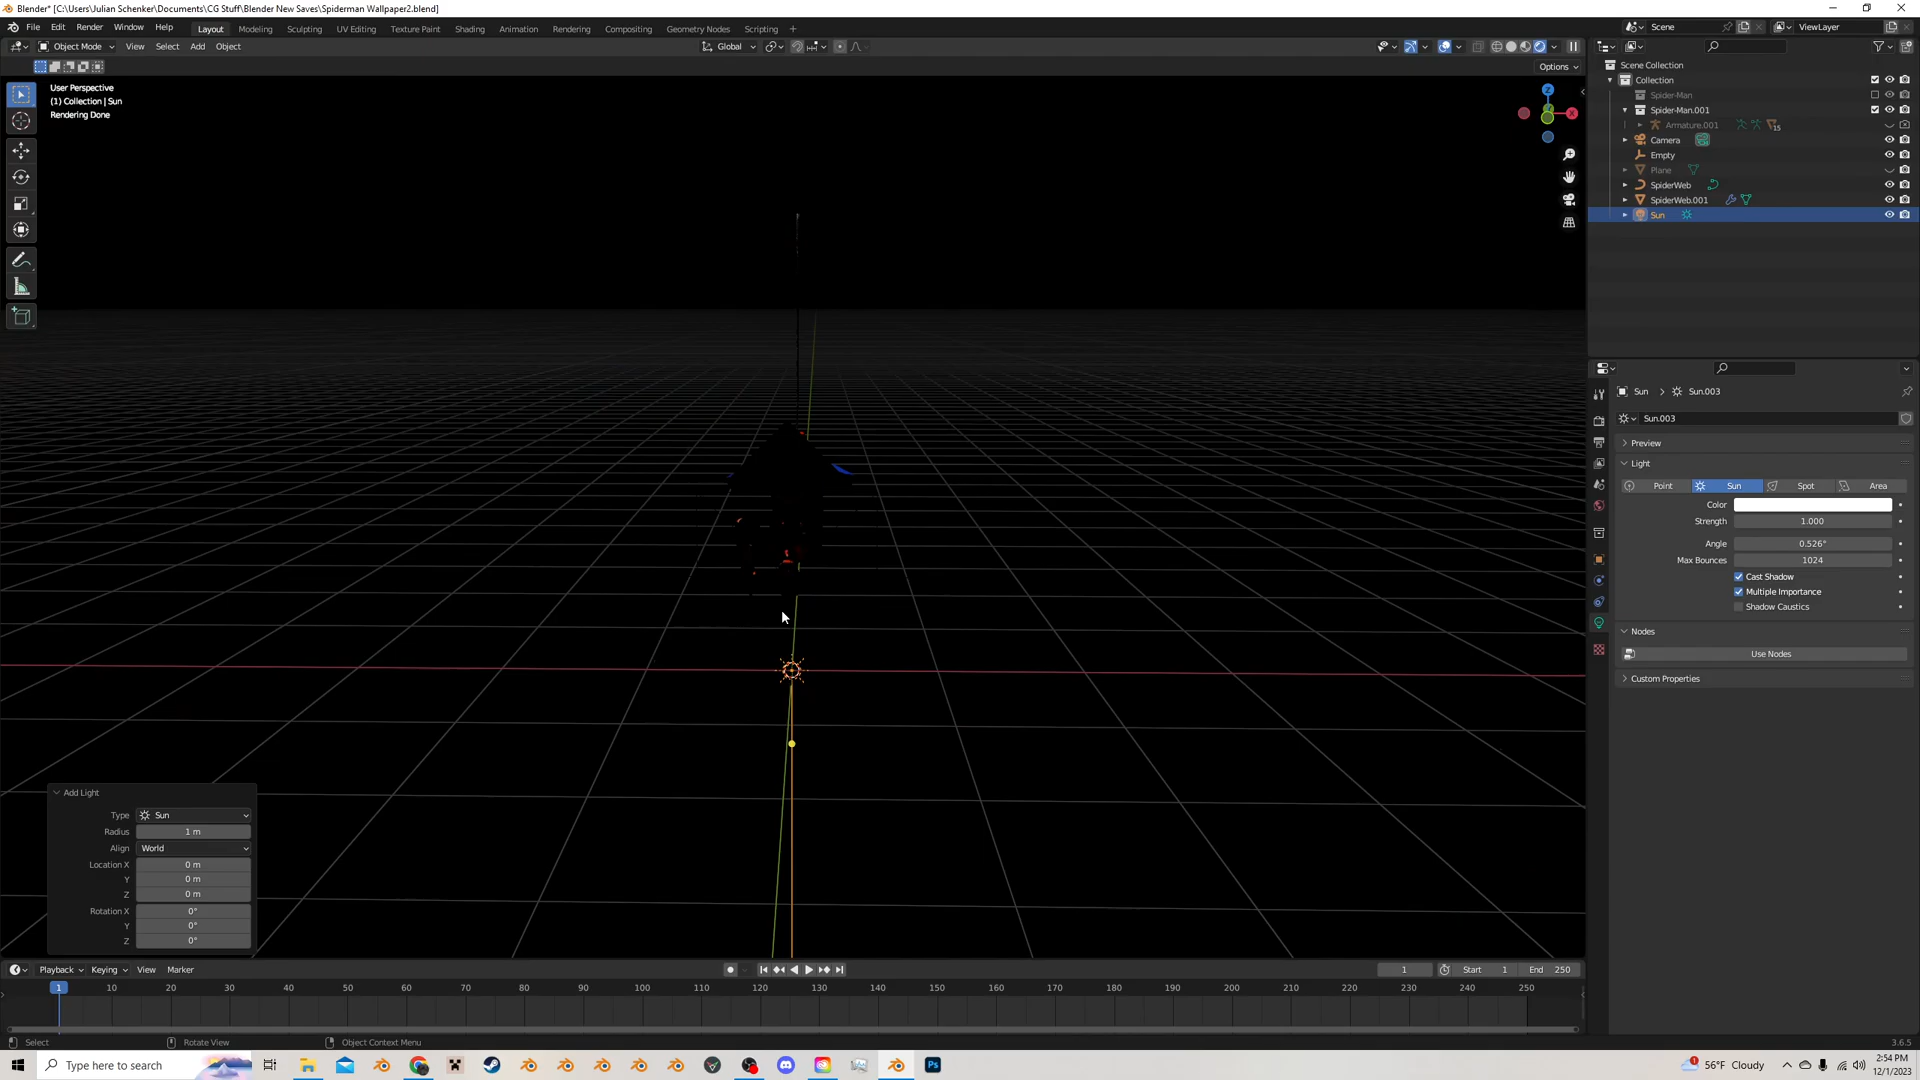 Blender* [C:\Users\Julian Schenker\Documents\CG Stuff\Blender New Saves\Spiderman Wallpaper2.blend]
File Edit Render Window Help Layout Modeling Sculpting UV Editing Texture Paint Shading Animation Rendering Compositing Geometry Nodes Scripting + Scene ViewLayer
Object Mode View Select Add Object Global
Options
User Perspective
(1) Collection | Sun
Rendering Done
Z
X
Scene Collection
Collection
Spider-Man
Spider-Man.001
Armature.001 15
Camera
Empty
Plane
SpiderWeb
SpiderWeb.001
Sun
Sun > Sun.003
Sun.003
Preview
Light
Point Sun Spot Area
Color
Strength 1.000
Angle 0.526°
Max Bounces 1024
Cast Shadow
Multiple Importance
Shadow Caustics
Nodes
Use Nodes
Custom Properties
Add Light
Type Sun
Radius 1 m
Align World
Location X 0 m
Y 0 m
Z 0 m
Rotation X 0°
Y 0°
Z 0°
Playback Keying View Marker 1 Start 1 End 250
1 10 20 30 40 50 60 70 80 90 100 110 120 130 140 150 160 170 180 190 200 210 220 230 240 250
Select Rotate View Object Context Menu 3.6.5
Type here to search Ps 1 56°F Cloudy 2:54 PM
12/1/2023